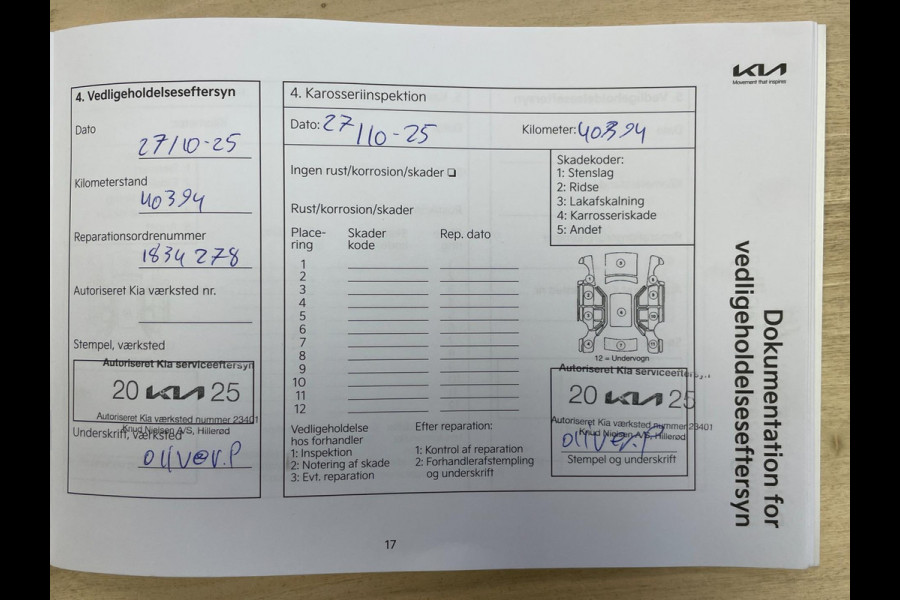 KIA
Movement that inspires
4. Vedligeholdelseseftersyn
Dato
27/10-25
Kilometerstand
40394
Reparationsordrenummer
1834278
Autoriseret Kia værksted nr.
Stempel, værksted
Autoriseret Kia serviceeftersyn
20 KIA 25
Autoriseret Kia værksted nummer 23401
Knud Nielsen A/S, Hillerød
Underskrift, værksted
Oliver.P
4. Karosseriinspektion
Dato: 27/10-25
Kilometer: 40394
Ingen rust/korrosion/skader
Rust/korrosion/skader
Skadekoder:
1: Stenslag
2: Ridse
3: Lakafskalning
4: Karrosseriskade
5: Andet
Place-
ring
Skader
kode
Rep. dato
1
2
3
4
5
6
7
8
9
10
11
12
12 = Undervogn
Vedligeholdelse
hos forhandler
1: Inspektion
2: Notering af skade
3: Evt. reparation
Efter reparation:
1: Kontrol af reparation
2: Forhandlerafstempling
og underskrift
Autoriseret Kia serviceefters
20 KIA 25
Autoriseret Kia værksted nummer 23401
Knud Nielsen A/S, Hillerød
Oliver.P
Stempel og underskrift
Dokumentation for
vedligeholdelseseftersyn
17